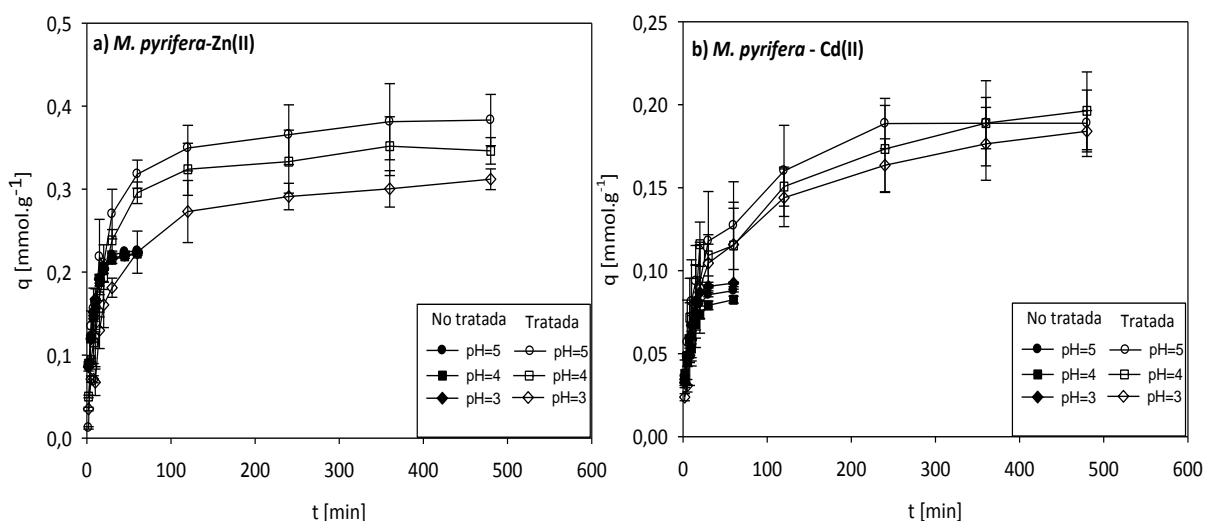 a) M. pyrifera-Zn(II)
0,5
0,4
0,3
0,2
0,1
0,0
q [mmol.g-1]
0 100 200 300 400 500 600
t [min]
No tratada Tratada
pH=5 pH=5
pH=4 pH=4
pH=3 pH=3
b) M. pyrifera - Cd(II)
0,25
0,20
0,15
0,10
0,05
0,00
q [mmol.g-1]
0 100 200 300 400 500 600
t [min]
No tratada Tratada
pH=5 pH=5
pH=4 pH=4
pH=3 pH=3